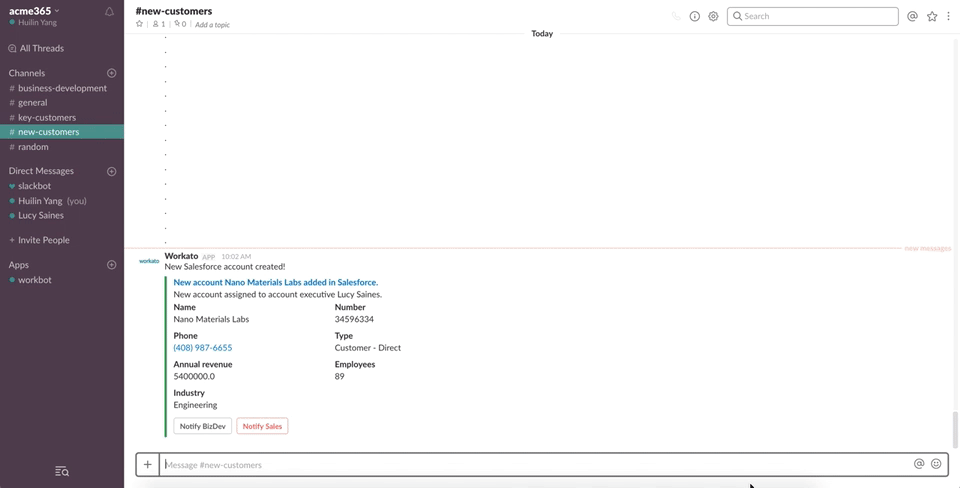 acme365
Huilin Yang
All Threads
Channels
# business-development
# general
# key-customers
# new-customers
# random
Direct Messages
slackbot
Huilin Yang (you)
Lucy Saines
+ Invite People
Apps
workbot
#new-customers
1 | 0 | Add a topic
Search
Today
new messages
workato
Workato APP 10:02 AM
New Salesforce account created!
New account Nano Materials Labs added in Salesforce.
New account assigned to account executive Lucy Saines.
Name Number
Nano Materials Labs 34596334
Phone Type
(408) 987-6655 Customer - Direct
Annual revenue Employees
5400000.0 89
Industry
Engineering
Notify BizDev Notify Sales
Message #new-customers